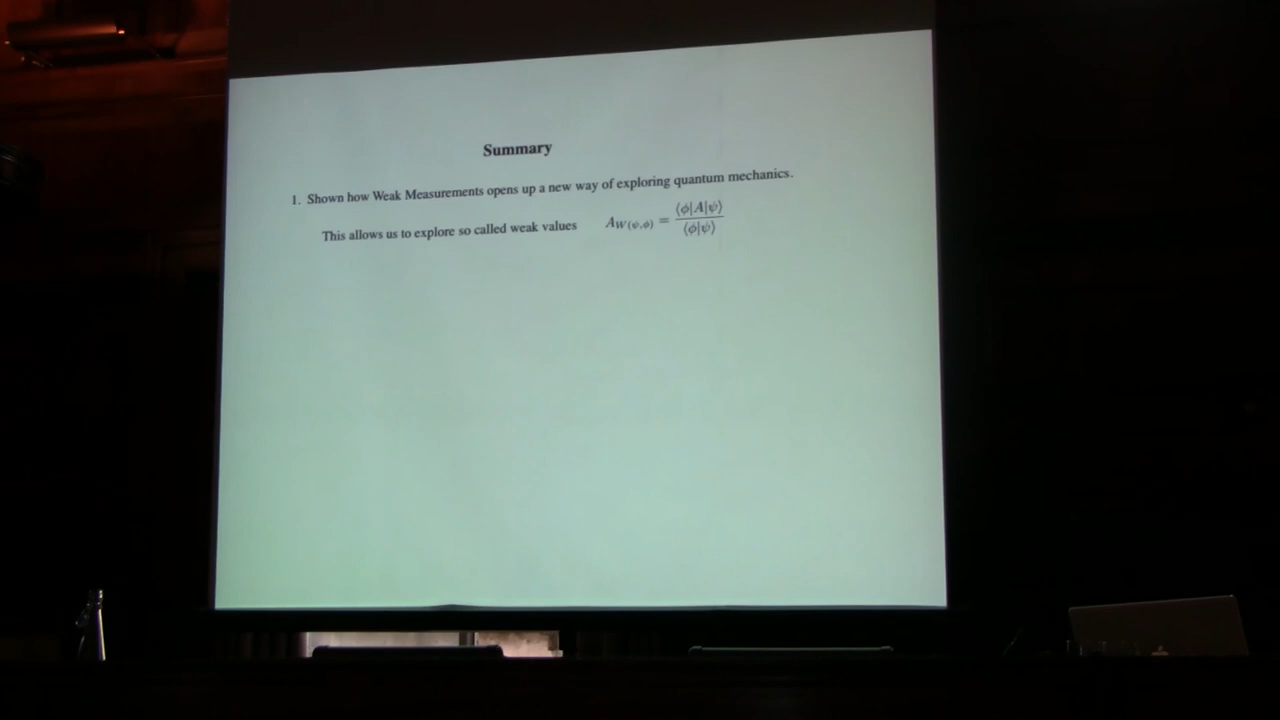 Summary
1. Shown how Weak Measurements opens up a new way of exploring quantum mechanics.
This allows us to explore so called weak values A_{W(ψ,ϕ)} = ⟨ϕ|A|ψ⟩ / ⟨ϕ|ψ⟩